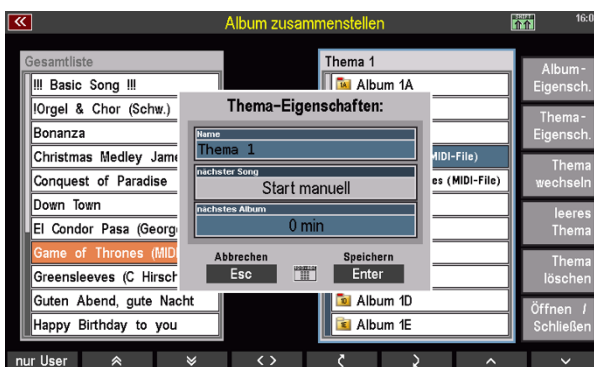 Album zusammenstellen
16:0
Gesamtliste
!!! Basic Song !!!
!Orgel & Chor (Schw.)
Bonanza
Christmas Medley Jame
Conquest of Paradise
Down Town
El Condor Pasa (Georg
Game of Thrones (MIDI
Greensleeves (C Hirsch
Guten Abend, gute Nacht
Happy Birthday to you
Thema-Eigenschaften:
Name
Thema 1
nächster Song
Start manuell
nächstes Album
0 min
Abbrechen
Esc
Speichern
Enter
Thema 1
1A Album 1A
MIDI-File)
es (MIDI-File)
1D Album 1D
1E Album 1E
Album-
Eigensch.
Thema-
Eigensch.
Thema
wechseln
leeres
Thema
Thema
löschen
Öffnen /
Schließen
nur User